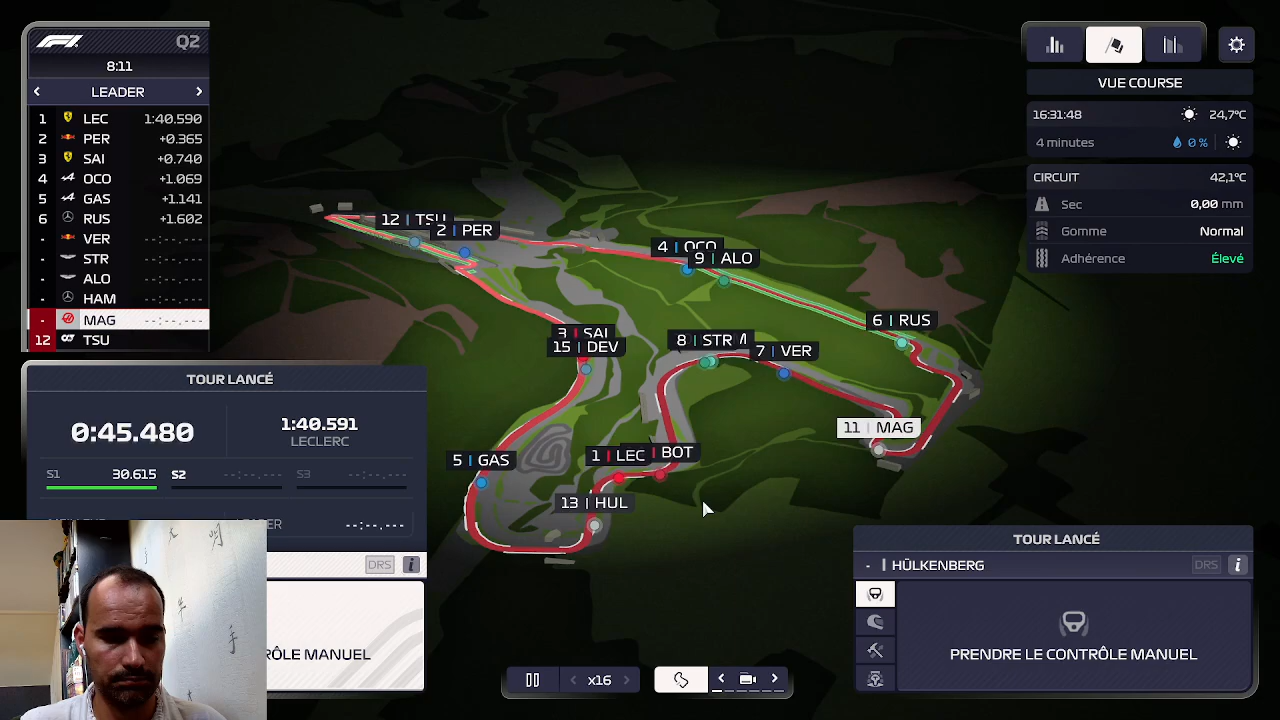 F1 Q2
8:11
LEADER
1 LEC 1:40.590
2 PER +0.365
3 SAI +0.740
4 OCO +1.069
5 GAS +1.141
6 RUS +1.602
- VER --:--.---
- STR --:--.---
- ALO --:--.---
- HAM --:--.---
- MAG --:--.---
12 TSU
TOUR LANCÉ
0:45.480
1:40.591
LECLERC
S1 30.615 S2 --:--.--- S3 --:--.---
--:--.---
DRS i
RÔLE MANUEL
12 | TSU
2 | PER
4 | OCO
9 | ALO
6 | RUS
3 | SAI
15 | DEV
8 | STR
7 | VER
11 | MAG
5 | GAS
1 | LEC
BOT
13 | HUL
x16
VUE COURSE
16:31:48 24,7°C
4 minutes 0 %
CIRCUIT 42,1°C
Sec 0,00 mm
Gomme Normal
Adhérence Élevé
TOUR LANCÉ
- | HÜLKENBERG DRS i
PRENDRE LE CONTRÔLE MANUEL
明
手